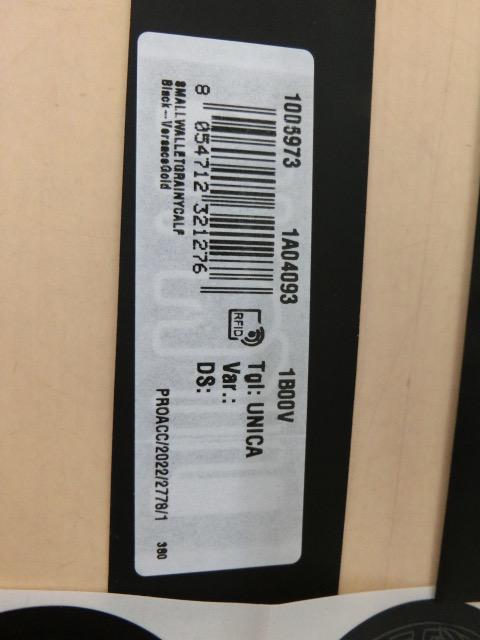 1005973 1A04093 1B00V
8 054712 321276
RFID
Tgl: UNICA
Var.:
DS:
SMALLWALLETGRAINYCALF
Black--VersaceGold
PROACC/2022/2778/1 380